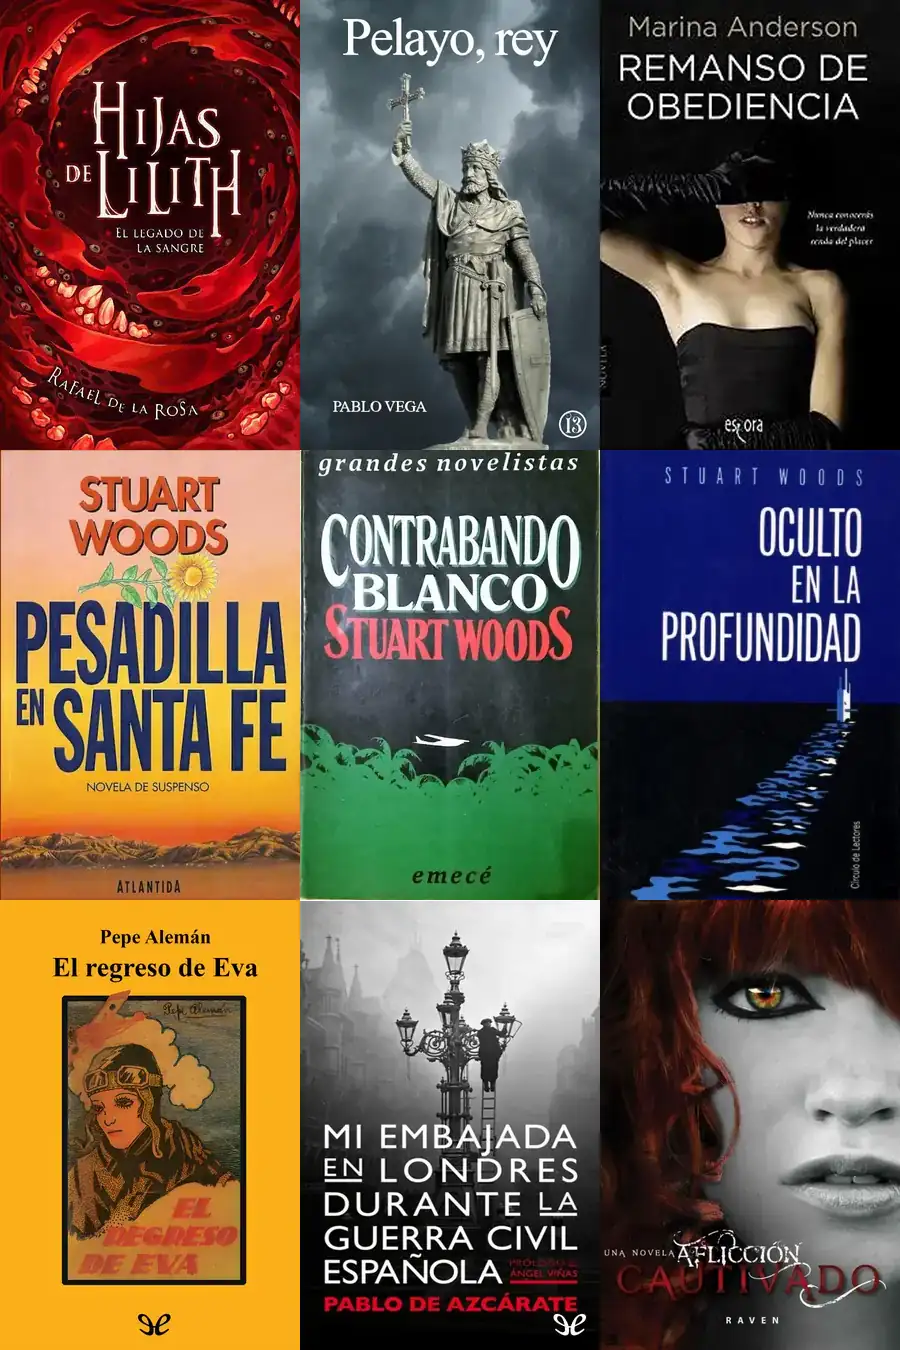 HIJAS
DE LILITH
EL LEGADO DE
LA SANGRE
RAFAEL DE LA ROSA
Pelayo, rey
PABLO VEGA
13
Marina Anderson
REMANSO DE
OBEDIENCIA
Nunca conocerás
la verdadera
senda del placer
NOVELA
esfora
STUART
WOODS
PESADILLA
EN SANTA FE
NOVELA DE SUSPENSO
ATLANTIDA
grandes novelistas
CONTRABANDO
BLANCO
STUART WOODS
emecé
STUART WOODS
OCULTO
EN LA
PROFUNDIDAD
Círculo de Lectores
Pepe Alemán
El regreso de Eva
Pepe Alemán
EL
REGRESO
DE EVA
MI EMBAJADA
EN LONDRES
DURANTE LA
GUERRA CIVIL
ESPAÑOLA
PRÓLOGO DE
ÁNGEL VIÑAS
PABLO DE AZCÁRATE
UNA NOVELA AFLICCIÓN
CAUTIVADO
RAVEN